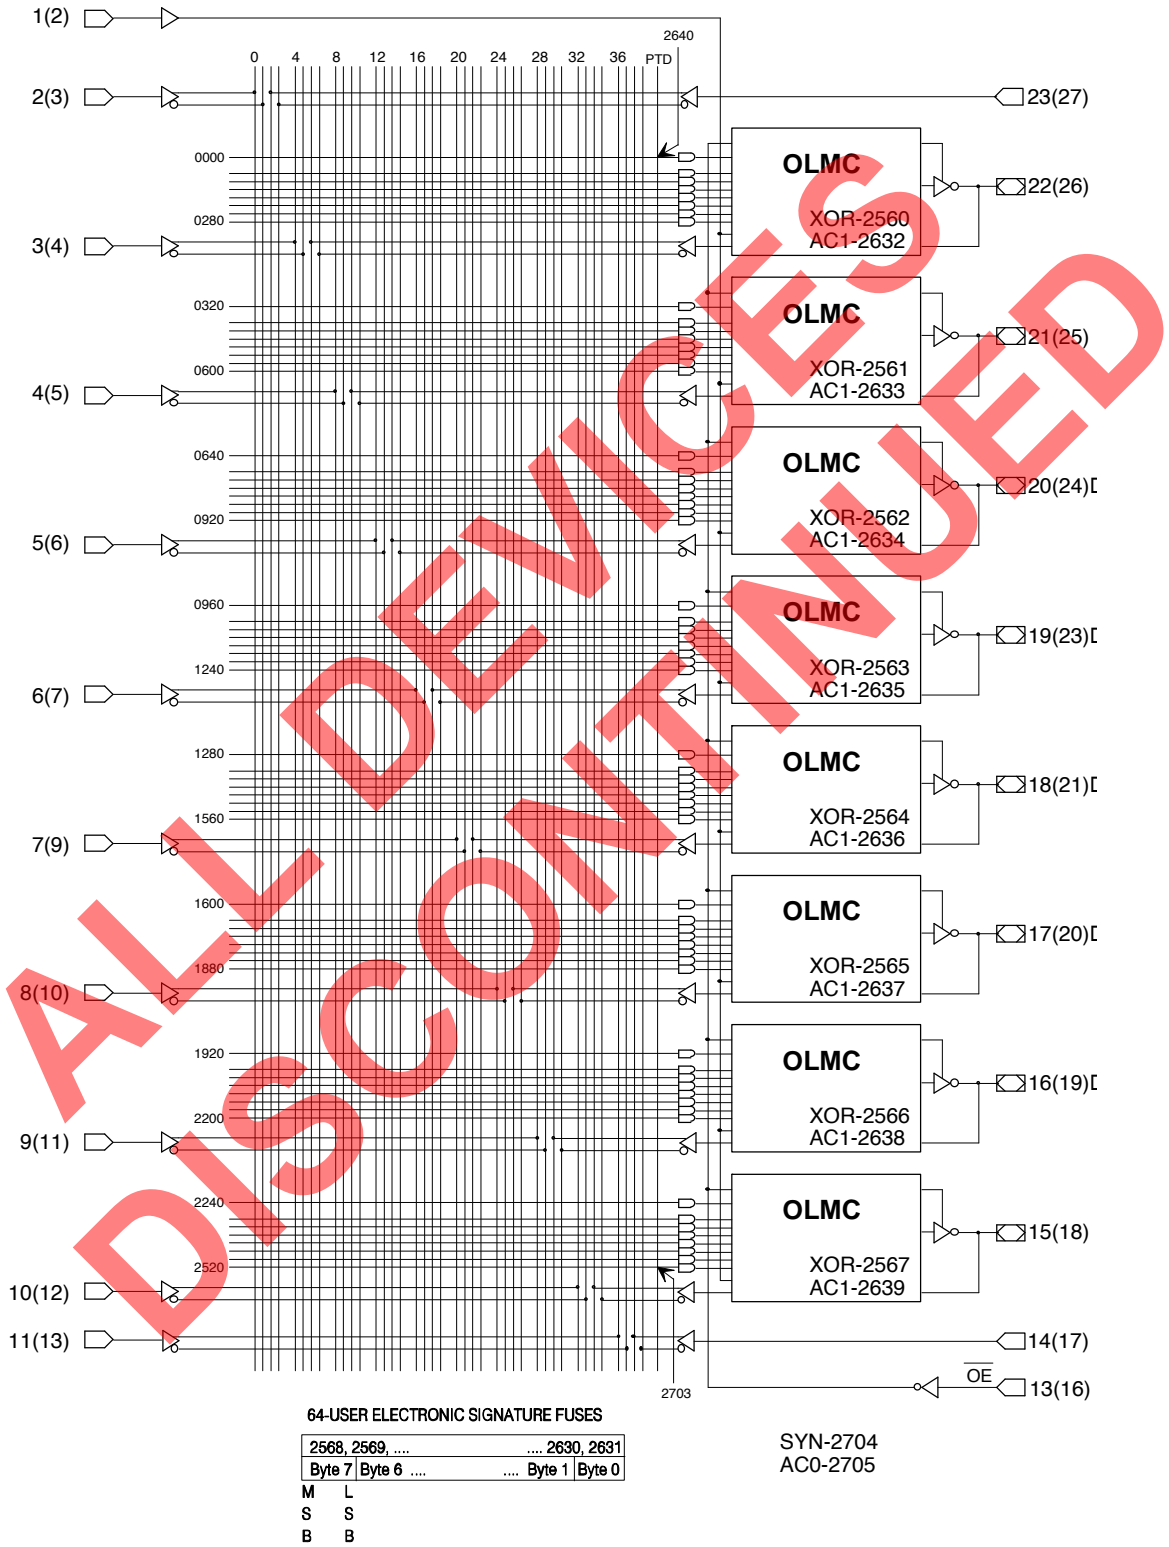 1(2)
2640
0 4 8 12 16 20 24 28 32 36 PTD
2(3)
23(27)
0000
OLMC
22(26)
0280
XOR-2560
3(4)
AC1-2632
0320
OLMC
21(25)
0600
XOR-2561
4(5)
AC1-2633
0640
OLMC
20(24)
0920
XOR-2562
5(6)
AC1-2634
0960
OLMC
19(23)
1240
XOR-2563
6(7)
AC1-2635
1280
OLMC
18(21)
1560
XOR-2564
7(9)
AC1-2636
1600
OLMC
17(20)
1880
XOR-2565
8(10)
AC1-2637
1920
OLMC
16(19)
2200
XOR-2566
9(11)
AC1-2638
2240
OLMC
15(18)
2520
XOR-2567
10(12)
AC1-2639
11(13)
14(17)
2703
OE
13(16)
64-USER ELECTRONIC SIGNATURE FUSES
2568, 2569, .... .... 2630, 2631
Byte 7 Byte 6 .... .... Byte 1 Byte 0
M L
S S
B B
SYN-2704
AC0-2705
ALL DEVICES
DISCONTINUED